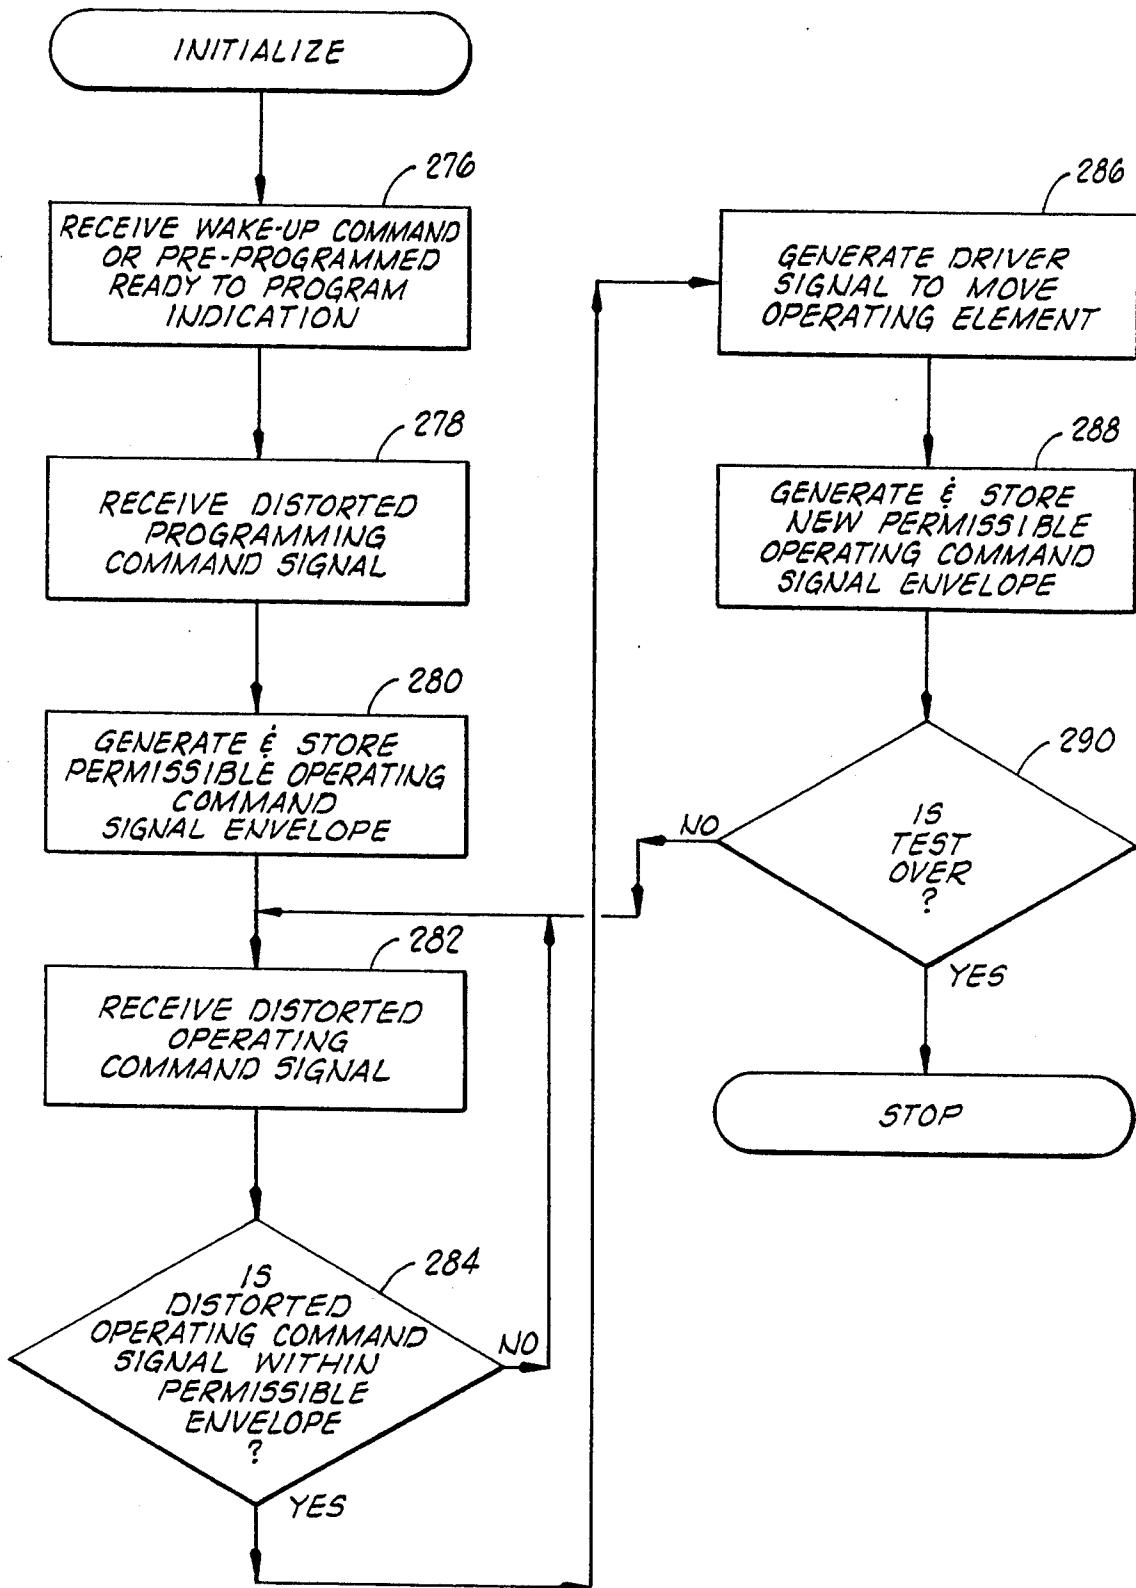 INITIALIZE
276
RECEIVE WAKE-UP COMMAND
OR PRE-PROGRAMMED
READY TO PROGRAM
INDICATION
278
RECEIVE DISTORTED
PROGRAMMING
COMMAND SIGNAL
280
GENERATE & STORE
PERMISSIBLE OPERATING
COMMAND
SIGNAL ENVELOPE
282
RECEIVE DISTORTED
OPERATING
COMMAND SIGNAL
284
IS
DISTORTED
OPERATING COMMAND
SIGNAL WITHIN
PERMISSIBLE
ENVELOPE
?
NO
YES
286
GENERATE DRIVER
SIGNAL TO MOVE
OPERATING ELEMENT
288
GENERATE & STORE
NEW PERMISSIBLE
OPERATING COMMAND
SIGNAL ENVELOPE
290
IS
TEST
OVER
?
NO
YES
STOP